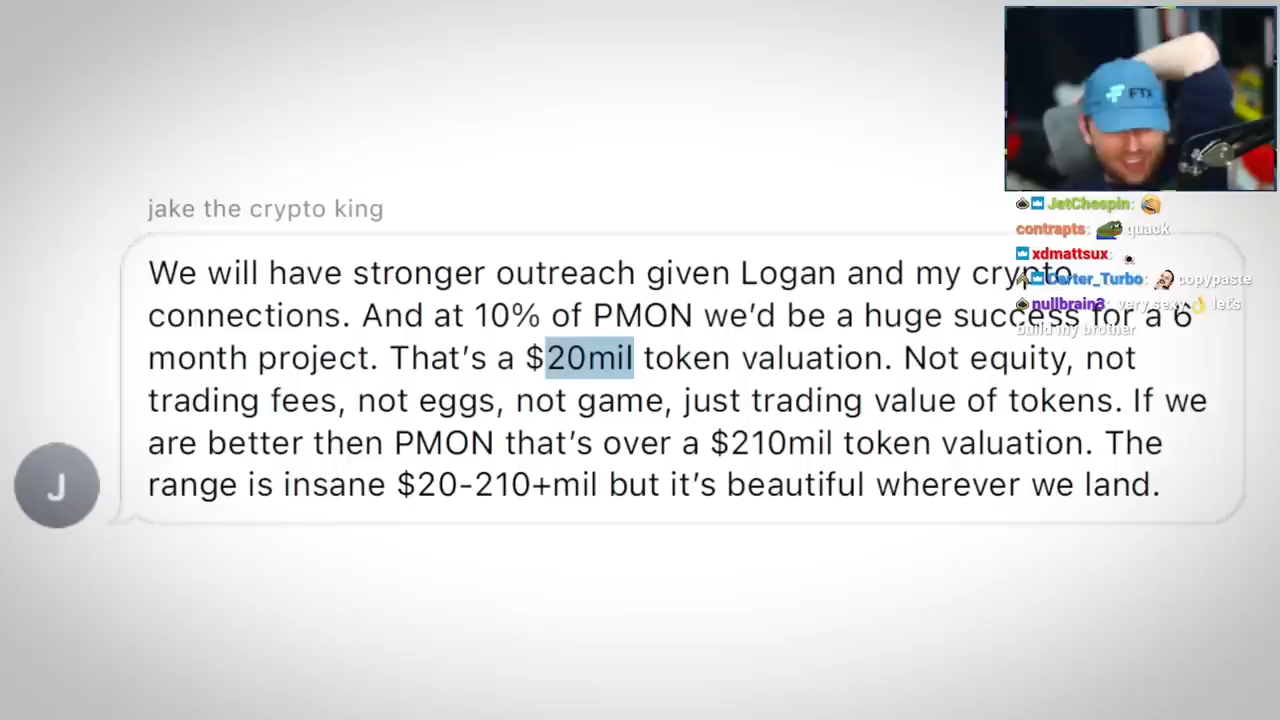 FTX
jake the crypto king
We will have stronger outreach given Logan and my crypto
connections. And at 10% of PMON we’d be a huge success for a 6
month project. That’s a $20mil token valuation. Not equity, not
trading fees, not eggs, not game, just trading value of tokens. If we
are better then PMON that’s over a $210mil token valuation. The
range is insane $20-210+mil but it’s beautiful wherever we land.
J
JetChespin:
contrapts: quack
xdmattsux:
Carter_Turbo: copypaste
nullbrain3: very sexy let's
build my brother